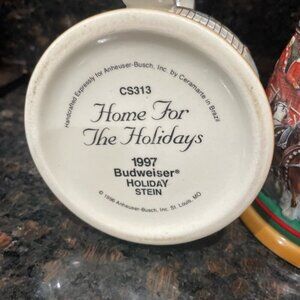 Handcrafted Expressly for Anheuser-Busch, Inc. by Ceramarte in Brazil
CS313
Home For
The Holidays
1997
Budweiser®
HOLIDAY
STEIN
© 1996 Anheuser-Busch, Inc. St. Louis, MO